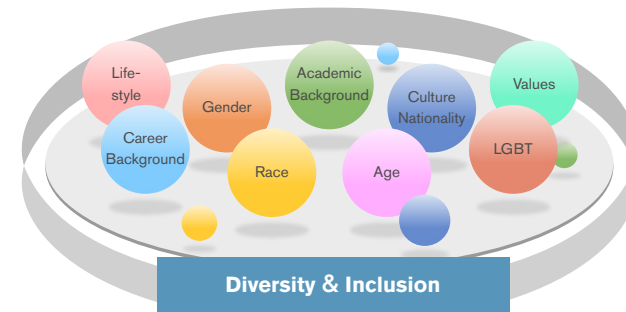 Life-
style
Academic
Background
Values
Gender
Culture
Nationality
Career
Background
Race
Age
LGBT
Diversity & Inclusion